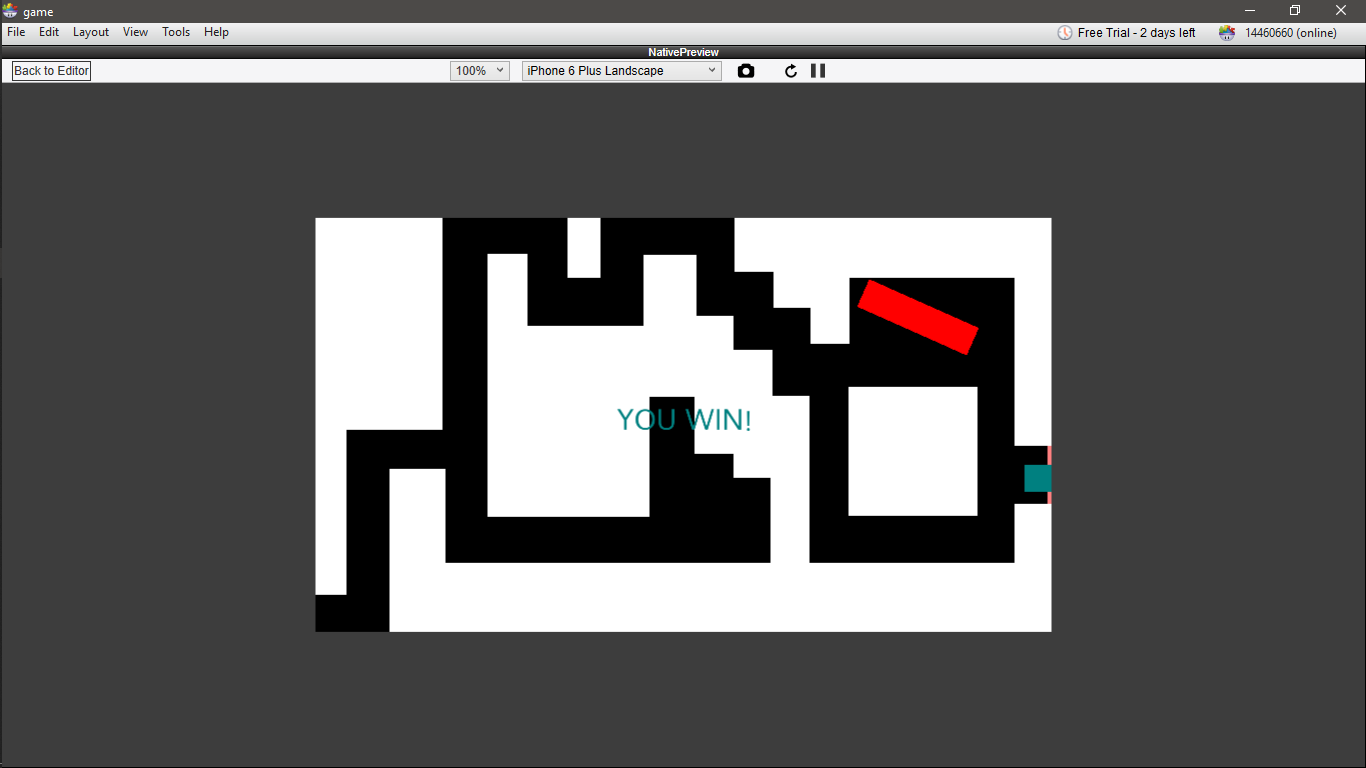 game
File Edit Layout View Tools Help
Free Trial - 2 days left 14460660 (online)
NativePreview
Back to Editor 100% iPhone 6 Plus Landscape
YOU WIN!